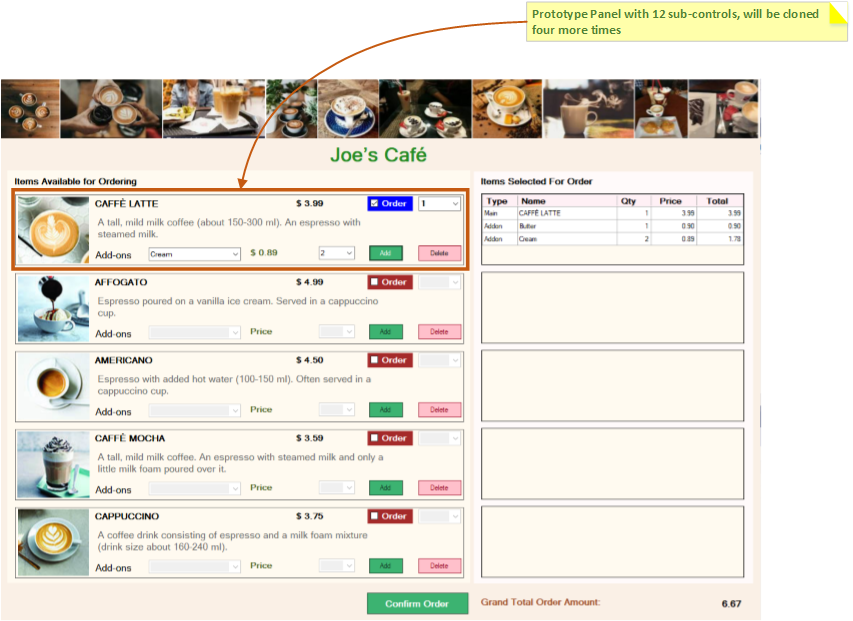 Prototype Panel with 12 sub-controls, will be cloned
four more times
Joe's Café
Items Available for Ordering
CAFFÈ LATTE $ 3.99 Order 1
A tall, mild milk coffee (about 150-300 ml). An espresso with
steamed milk.
Add-ons Cream $ 0.89 2 Add Delete
AFFOGATO $ 4.99 Order
Espresso poured on a vanilla ice cream. Served in a cappuccino
cup.
Add-ons Price Add Delete
AMERICANO $ 4.50 Order
Espresso with added hot water (100-150 ml). Often served in a
cappuccino cup.
Add-ons Price Add Delete
CAFFÈ MOCHA $ 3.59 Order
A tall, mild milk coffee. An espresso with steamed milk and only a
little milk foam poured over it.
Add-ons Price Add Delete
CAPPUCCINO $ 3.75 Order
A coffee drink consisting of espresso and a milk foam mixture
(drink size about 160-240 ml).
Add-ons Price Add Delete
Confirm Order
Items Selected For Order
Type Name Qty Price Total
Main CAFFÈ LATTE 1 3.99 3.99
Addon Butter 1 0.90 0.90
Addon Cream 2 0.89 1.78
Grand Total Order Amount: 6.67